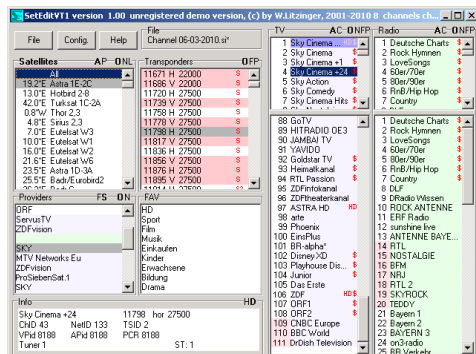 SetEditVT1 version 1.00 unregistered demo version, (c) by W.Litzinger, 2001-2010 8 channels ch...
File
Config.
Help
File
Channel 06-03-2010.si*
Satellites AP ONL
All
19.2°E Astra 1E-2C
13.0°E Hotbird 2-8
42.0°E Turksat 1C-2A
0.8°W Thor 2,3
4.8°E Sirius 2,3
7.0°E Eutelsat W3
10.0°E Eutelsat W1
16.0°E Eutelsat W2
21.6°E Eutelsat W6
23.5°E Astra 1D-3A
25.5°E Badr/Eurobird2
Transponders OFP
11671 H 22000 S
11686 V 22000 S
11720 H 27500 S
11739 V 27500 S
11758 H 27500 S
11778 V 27500 S
11798 H 27500 S
11817 V 27500 S
11836 H 27500 S
11856 V 27500 S
11876 H 27500 S
11895 V 27500 S
Providers FS ON
ORF
ServusTV
ZDFvision
SKY
MTV Networks Eu
ZDFvision
ProSiebenSat.1
SKY
FAV
HD
Sport
Film
Musik
Einkaufen
Kinder
Erwachsene
Bildung
Drama
Info HD
Sky Cinema +24 11798 hor 27500
ChID 43 NetID 133 TSID 2
VPid 8188 APid 8188 PCR 8188
Tuner 1 ST: 1
TV AC ONFP
1 Sky Cinema ... HD $
2 Sky Cinema $
3 Sky Cinema +1 $
4 Sky Cinema +24 $
5 Sky Action $
6 Sky Comedy $
7 Sky Cinema Hits $
88 GoTV
89 HITRADIO OE3
90 JAMBA! TV
91 YAVIDO
92 Goldstar TV $
93 Heimatkanal $
94 RTL Passion $
95 ZDFinfokanal
96 ZDFtheaterkanal
97 ASTRA HD HD
98 arte
99 Phoenix
100 EinsPlus
101 BR-alpha*
102 Disney XD $
103 Playhouse Dis... $
104 Junior $
105 Das Erste
106 ZDF HD$
107 ORF1 $
108 ORF2 $
109 CNBC Europe
110 BBC World
111 DrDish Television
Radio AC ONFP
1 Deutsche Charts $
2 Rock Hymnen $
3 LoveSongs $
4 60er/70er $
5 80er/90er $
6 RnB/Hip Hop $
7 Country $
1 Deutsche Charts $
2 Rock Hymnen $
3 LoveSongs $
4 60er/70er $
5 80er/90er $
6 RnB/Hip Hop $
7 Country $
8 DLF
9 DRadio Wissen
10 ROCK ANTENNE
11 ERF Radio
12 sunshine live
13 ANTENNE BAYE...
14 RTL
15 NOSTALGIE
16 BFM
17 NRJ
18 RTL 2
19 SKYROCK
20 TEDDY
21 Bayern 1
22 Bayern 2
23 BAYERN 3
24 on3-radio
25 BR Verkehr